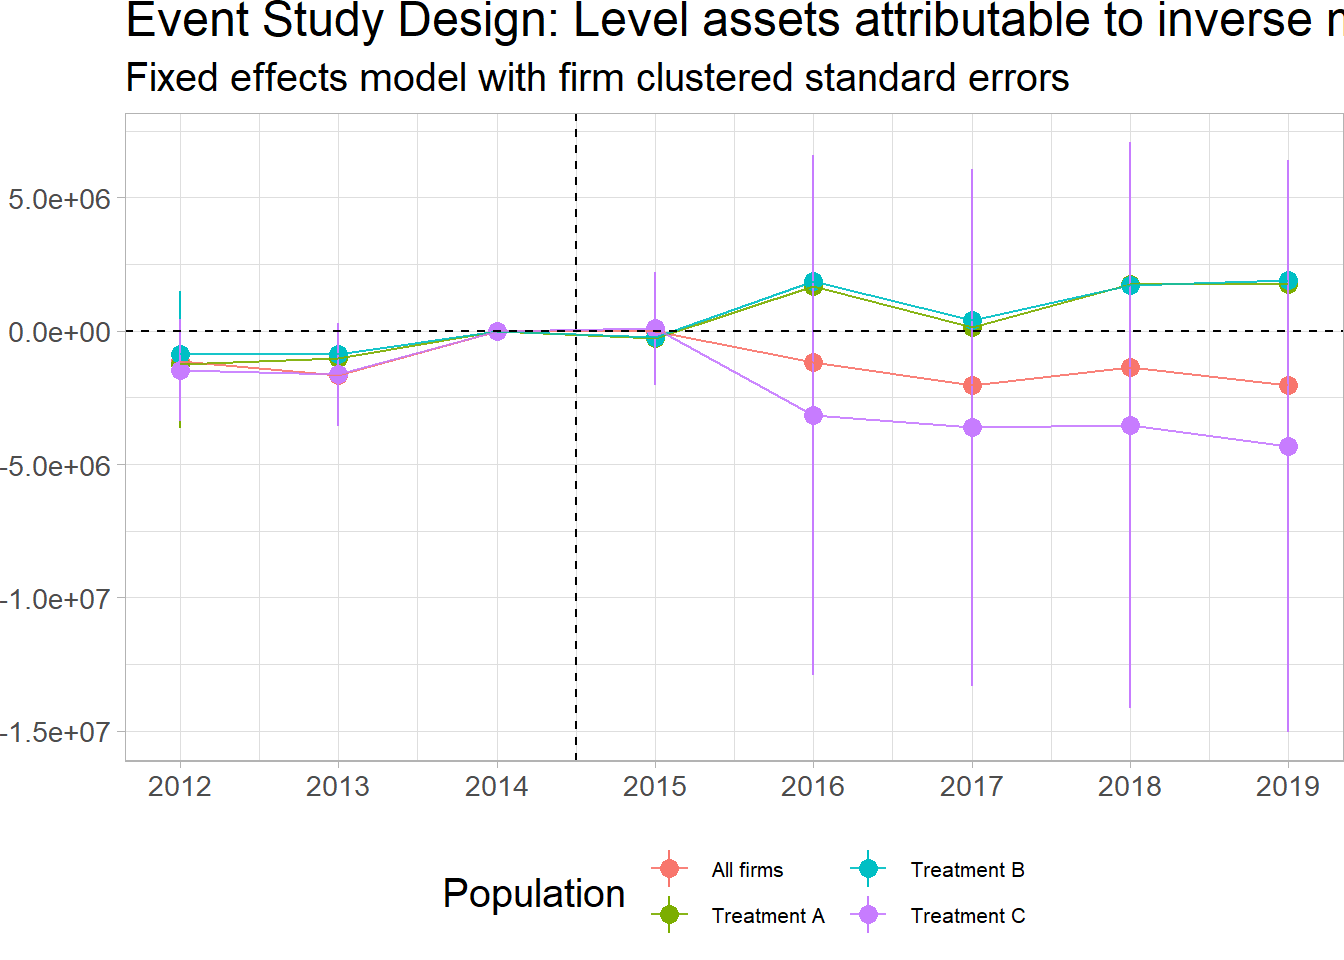 Event Study Design: Level assets attributable to inverse
Fixed effects model with firm clustered standard errors
5.0e+06
0.0e+00
-5.0e+06
-1.0e+07
-1.5e+07
2012 2013 2014 2015 2016 2017 2018 2019
Population
All firms
Treatment A
Treatment B
Treatment C